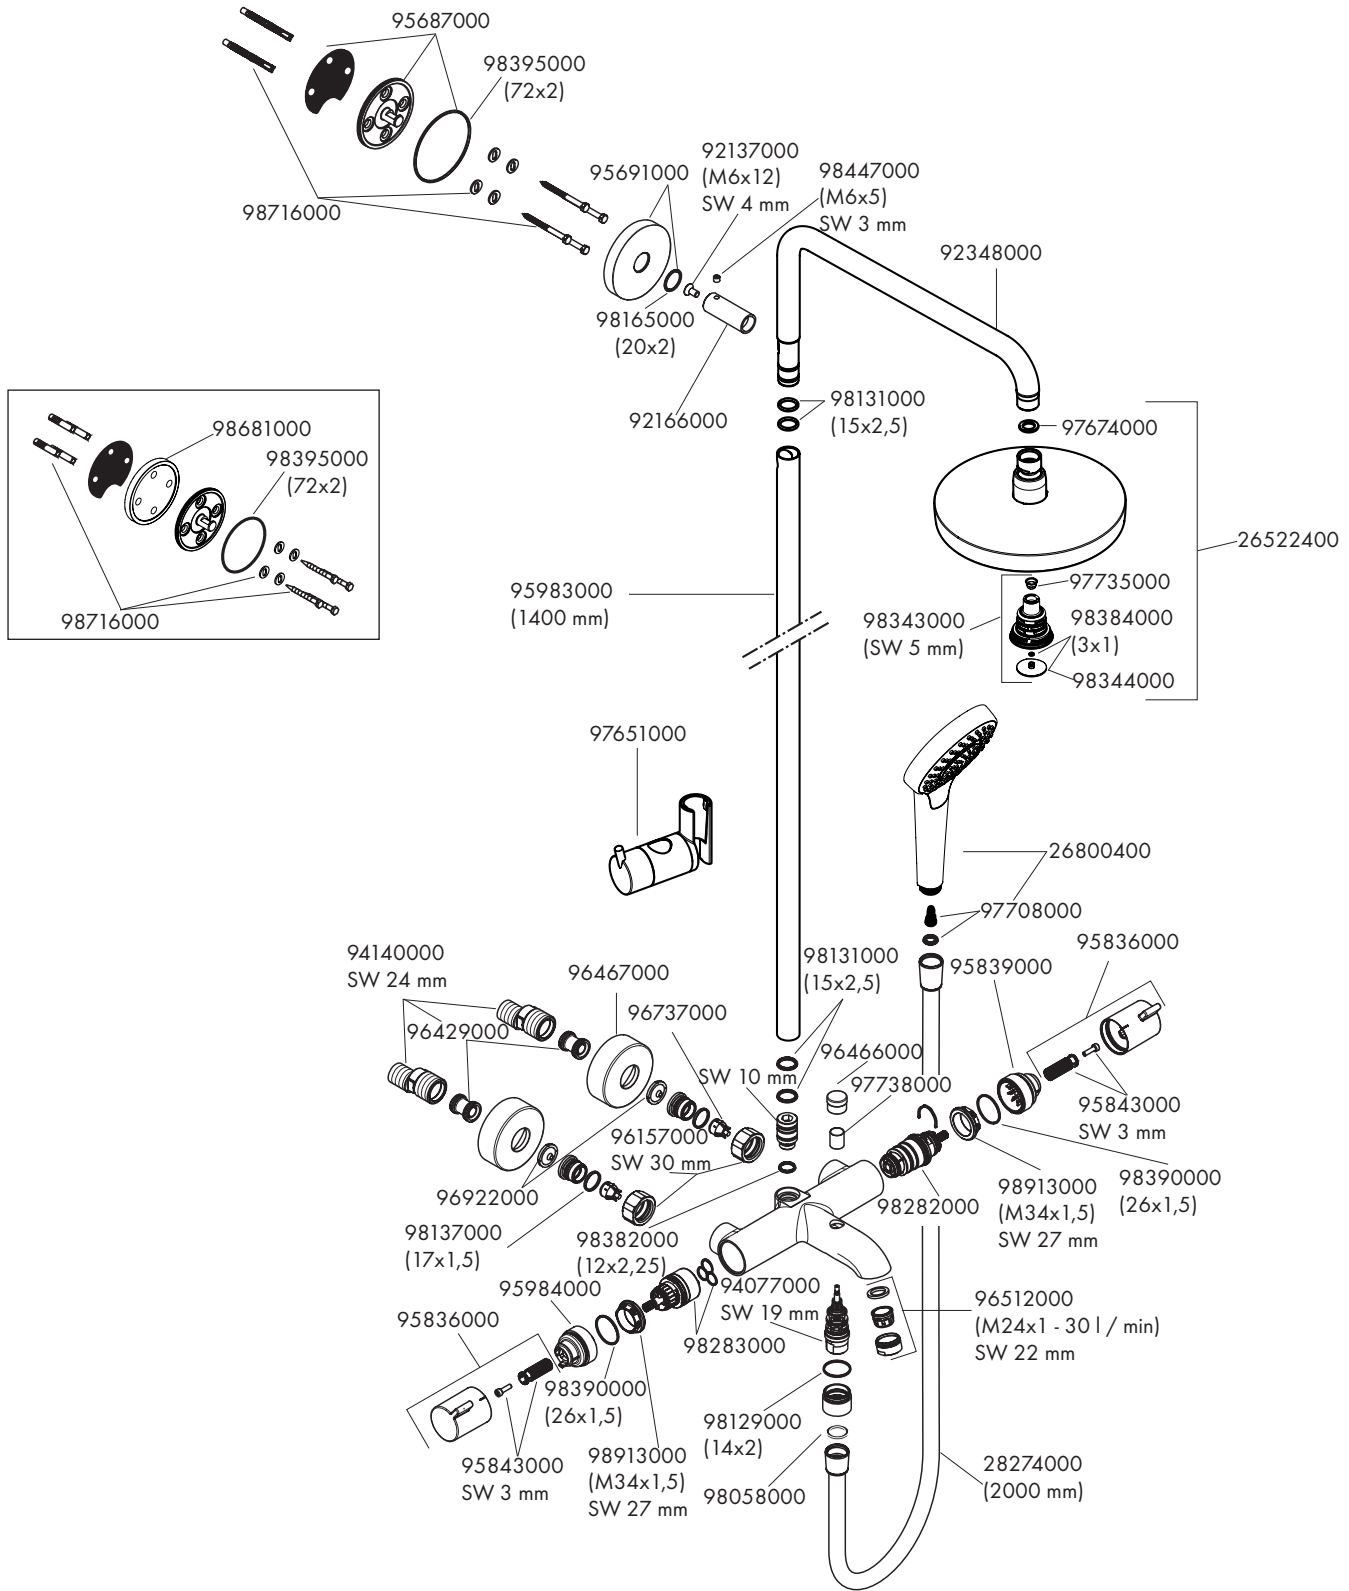 95687000
98395000
(72x2)
92137000
(M6x12)
SW 4 mm
98447000
(M6x5)
SW 3 mm
95691000
98716000
92348000
98165000
(20x2)
92166000
98131000
(15x2,5)
97674000
98681000
98395000
(72x2)
98716000
26522400
97735000
95983000
(1400 mm)
98343000
(SW 5 mm)
98384000
(3x1)
98344000
97651000
26800400
97708000
94140000
SW 24 mm
96429000
96467000
96737000
98131000
(15x2,5)
95839000
95836000
96466000
SW 10 mm
97738000
95843000
SW 3 mm
96157000
SW 30 mm
96922000
98137000
(17x1,5)
98382000
(12x2,25)
98282000
98913000
(M34x1,5)
SW 27 mm
98390000
(26x1,5)
95984000
95836000
94077000
SW 19 mm
98283000
96512000
(M24x1 - 30 l / min)
SW 22 mm
98390000
(26x1,5)
98129000
(14x2)
95843000
SW 3 mm
98913000
(M34x1,5)
SW 27 mm
98058000
28274000
(2000 mm)